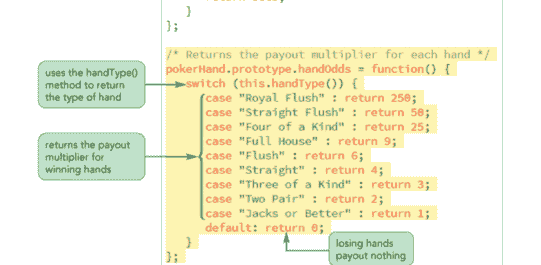 }
};
/* Returns the payout multiplier for each hand */
pokerHand.prototype.handOdds = function() {
switch (this.handType()) {
case "Royal Flush" : return 250;
case "Straight Flush" : return 50;
case "Four of a Kind" : return 25;
case "Full House" : return 9;
case "Flush" : return 6;
case "Straight" : return 4;
case "Three of a Kind" : return 3;
case "Two Pair" : return 2;
case "Jacks or Better" : return 1;
default: return 0;
}
};
uses the handType()
method to return
the type of hand
returns the payout
multiplier for
winning hands
losing hands
payout nothing